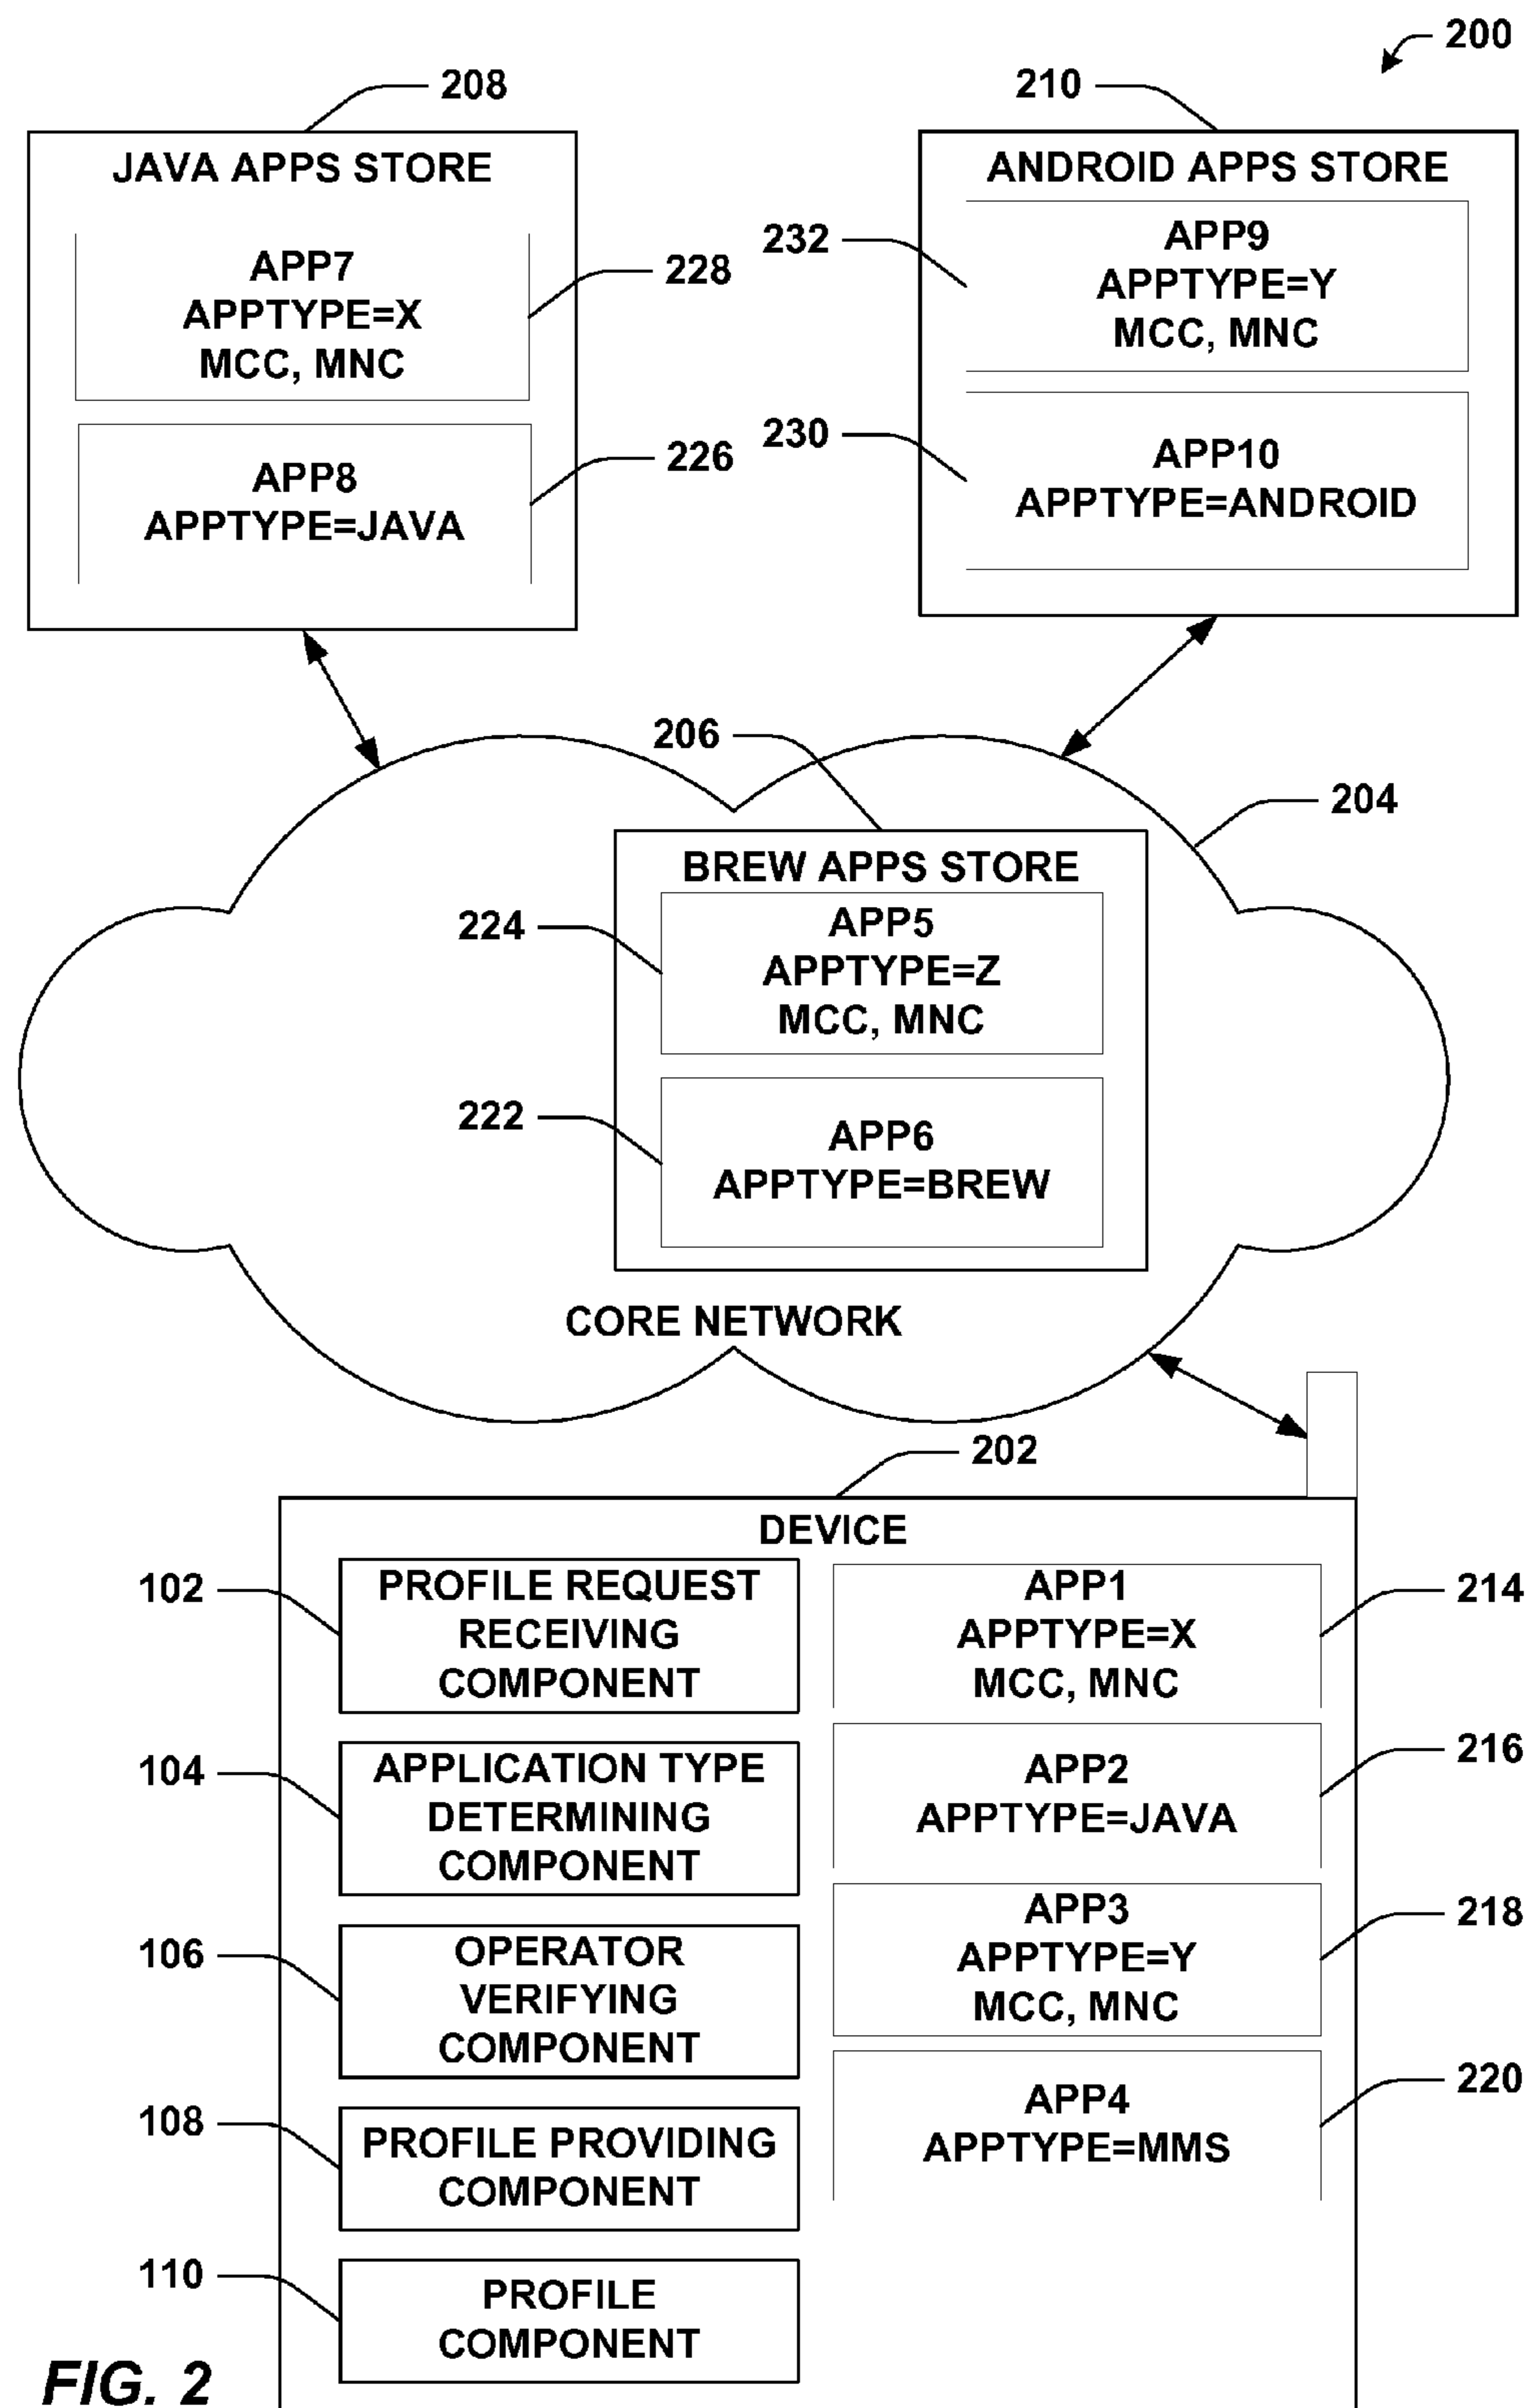 200
208
210
JAVA APPS STORE
APP7
APPTYPE=X
MCC, MNC
228
APP8
APPTYPE=JAVA
226
ANDROID APPS STORE
232
APP9
APPTYPE=Y
MCC, MNC
230
APP10
APPTYPE=ANDROID
206
204
BREW APPS STORE
224
APP5
APPTYPE=Z
MCC, MNC
222
APP6
APPTYPE=BREW
CORE NETWORK
202
DEVICE
102
PROFILE REQUEST
RECEIVING
COMPONENT
104
APPLICATION TYPE
DETERMINING
COMPONENT
106
OPERATOR
VERIFYING
COMPONENT
108
PROFILE PROVIDING
COMPONENT
110
PROFILE
COMPONENT
APP1
APPTYPE=X
MCC, MNC
214
APP2
APPTYPE=JAVA
216
APP3
APPTYPE=Y
MCC, MNC
218
APP4
APPTYPE=MMS
220
FIG. 2